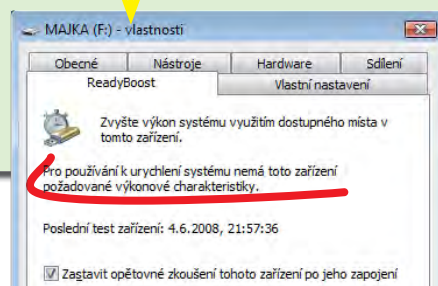 MAJKA (F:) - vlastnosti
Obecné Nástroje Hardware Sdílení
ReadyBoost Vlastní nastavení
Zvyšte výkon systému využitím dostupného místa v
tomto zařízení.
Pro používání k urychlení systému nemá toto zařízení
požadované výkonové charakteristiky.
Poslední test zařízení: 4.6.2008, 21:57:36
Zastavit opětovné zkoušení tohoto zařízení po jeho zapojení